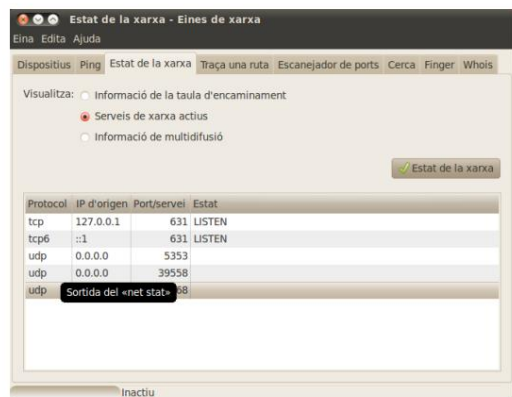 Estat de la xarxa - Eines de xarxa
Eina Edita Ajuda
Dispositius Ping Estat de la xarxa Traça una ruta Escanejador de ports Cerca Finger Whois
Visualitza: Informació de la taula d'encaminament
Serveis de xarxa actius
Informació de multidifusió
Estat de la xarxa
Protocol IP d'origen Port/servei Estat
tcp 127.0.0.1 631 LISTEN
tcp6 ::1 631 LISTEN
udp 0.0.0.0 5353
udp 0.0.0.0 39558
udp 68
Sortida del «net stat»
Inactiu